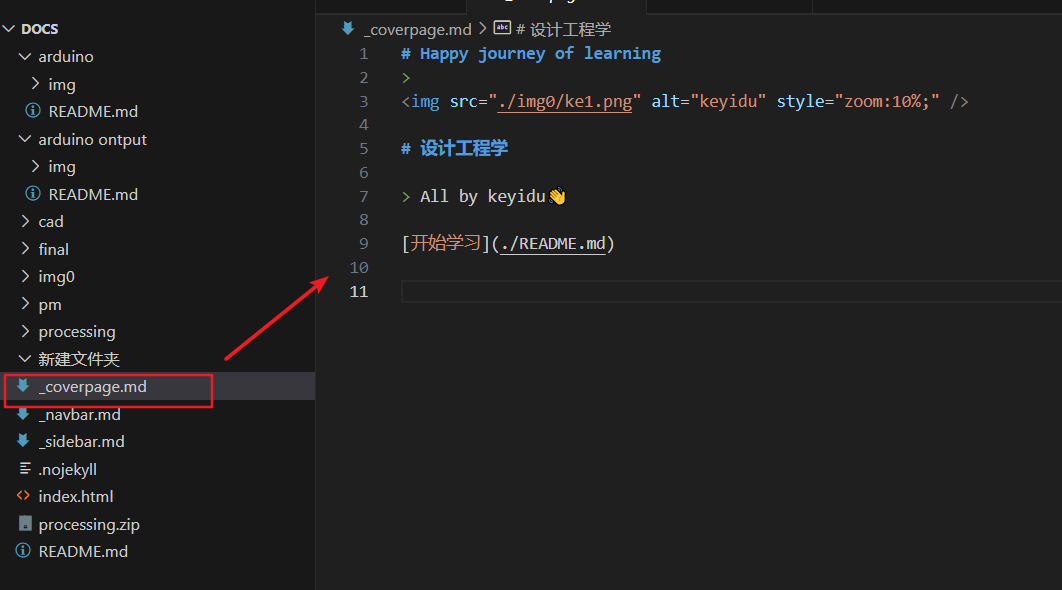 DOCS
arduino
img
README.md
arduino ontput
img
README.md
cad
final
img0
pm
processing
新建文件夹
_coverpage.md
_navbar.md
_sidebar.md
.nojekyll
index.html
processing.zip
README.md
_coverpage.md > abc # 设计工程学
1 # Happy journey of learning
2 >
3 <img src="./img0/ke1.png" alt="keyidu" style="zoom:10%;" />
4
5 # 设计工程学
6
7 > All by keyidu👋
8
9 [开始学习](./README.md)
10
11